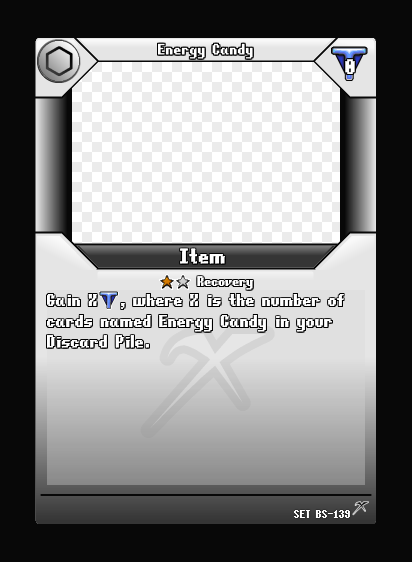 Energy Candy
0
Item
Recovery
Gain X , where X is the number of
cards named Energy Candy in your
Discard Pile.
SET BS-139